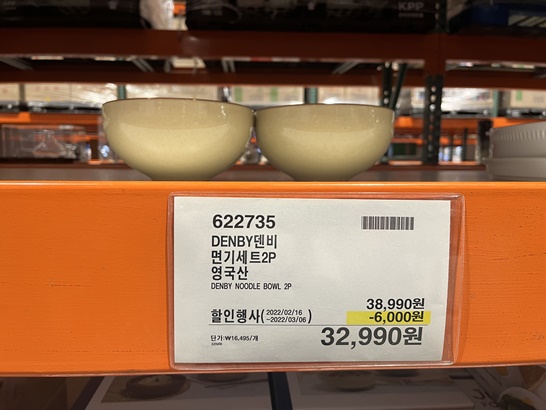 KPP
622735
DENBY덴비
면기세트2P
영국산
DENBY NOODLE BOWL 2P
38,990원
할인행사(2022/02/16 ~2022/03/06) -6,000원
단가:₩16,495/개 32,990원